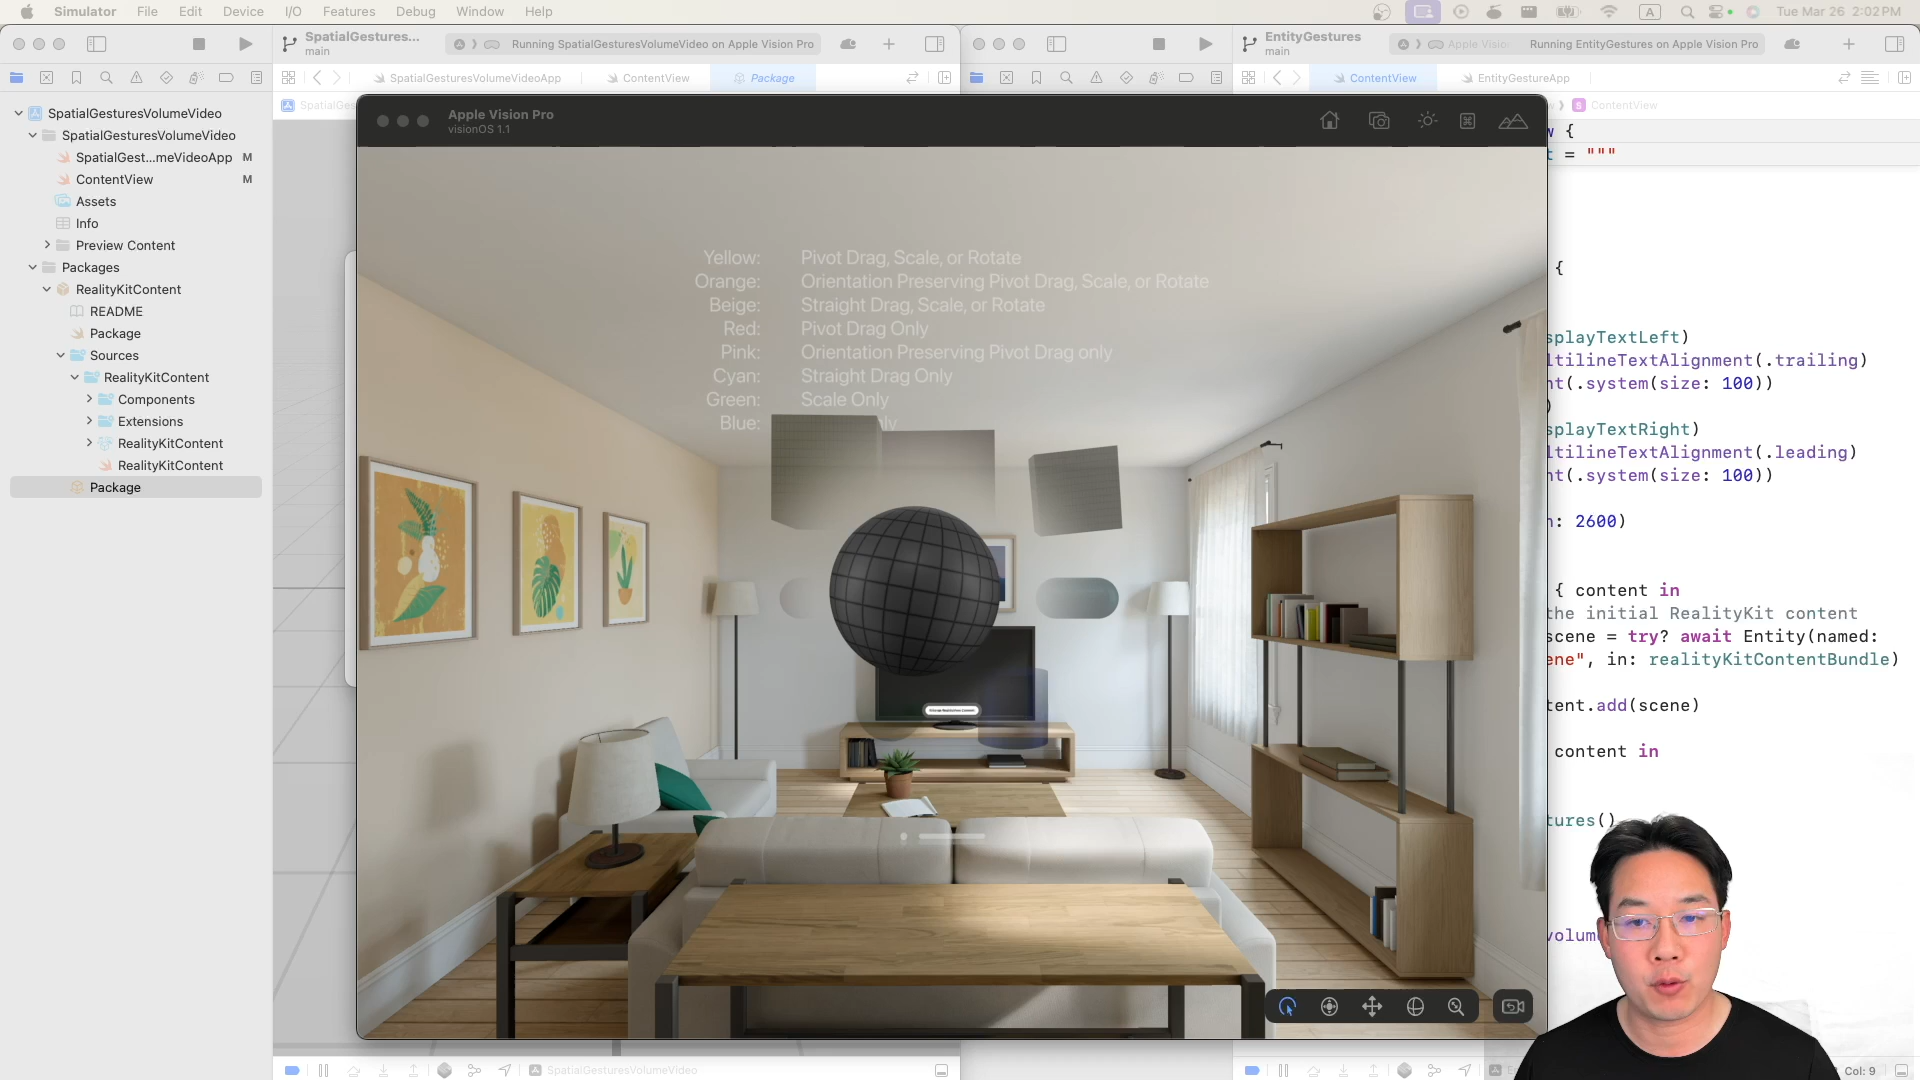 Simulator File Edit Device I/O Features Debug Window Help
A
Tue Mar 26 2:02 PM
SpatialGestures...
main
Running SpatialGesturesVolumeVideo on Apple Vision Pro
EntityGestures
main
Running EntityGestures on Apple Vision Pro
SpatialGesturesVolumeVideoApp
ContentView
Package
ContentView
EntityGestureApp
ContentView
SpatialGesturesVolumeVideo
SpatialGesturesVolumeVideo
SpatialGest...meVideoApp M
ContentView M
Assets
Info
Preview Content
Packages
RealityKitContent
README
Package
Sources
RealityKitContent
Components
Extensions
RealityKitContent
RealityKitContent
Package
Apple Vision Pro
visionOS 1.1
Yellow: Pivot Drag, Scale, or Rotate
Orange: Orientation Preserving Pivot Drag, Scale, or Rotate
Beige: Straight Drag, Scale, or Rotate
Red: Pivot Drag Only
Pink: Orientation Preserving Pivot Drag only
Cyan: Straight Drag Only
Green: Scale Only
Blue: ly
w {
t = """
{
splayTextLeft)
ltilineTextAlignment(.trailing)
nt(.system(size: 100))
)
splayTextRight)
ltilineTextAlignment(.leading)
nt(.system(size: 100))
n: 2600)
{ content in
the initial RealityKit content
scene = try? await Entity(named:
ene", in: realityKitContentBundle)
tent.add(scene)
content in
tures()
volum
SpatialGesturesVolumeVideo
Col: 9